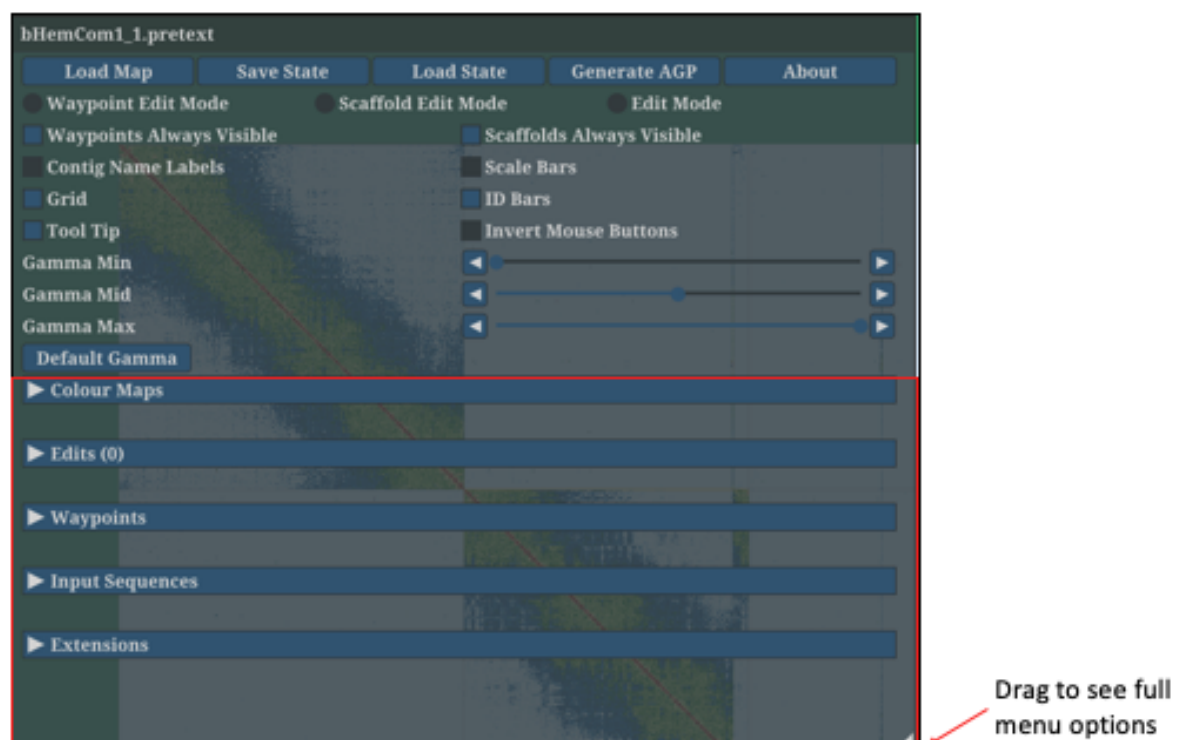 bHemCom1_1.pretext
Load Map Save State Load State Generate AGP About
Waypoint Edit Mode Scaffold Edit Mode Edit Mode
Waypoints Always Visible Scaffolds Always Visible
Contig Name Labels Scale Bars
Grid ID Bars
Tool Tip Invert Mouse Buttons
Gamma Min
Gamma Mid
Gamma Max
Default Gamma
Colour Maps
Edits (0)
Waypoints
Input Sequences
Extensions
Drag to see full
menu options